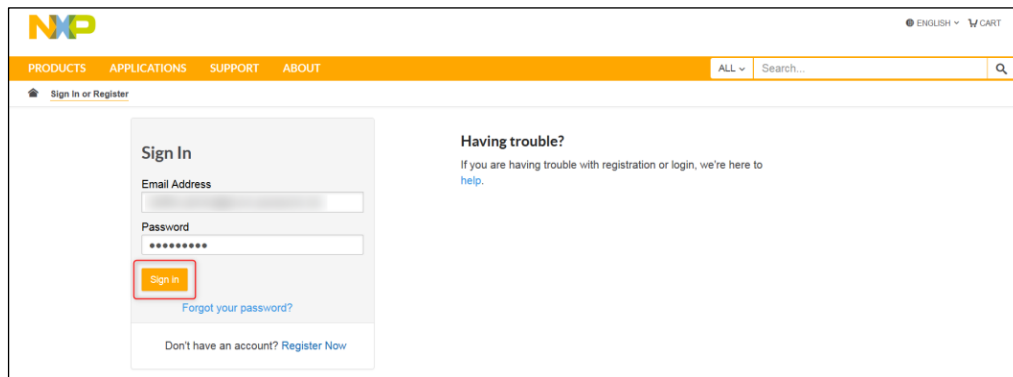 NXP
ENGLISH CART
PRODUCTS APPLICATIONS SUPPORT ABOUT ALL Search...
Sign In or Register
Sign In
Email Address
Password
Sign in
Forgot your password?
Don't have an account? Register Now
Having trouble?
If you are having trouble with registration or login, we're here to
help.